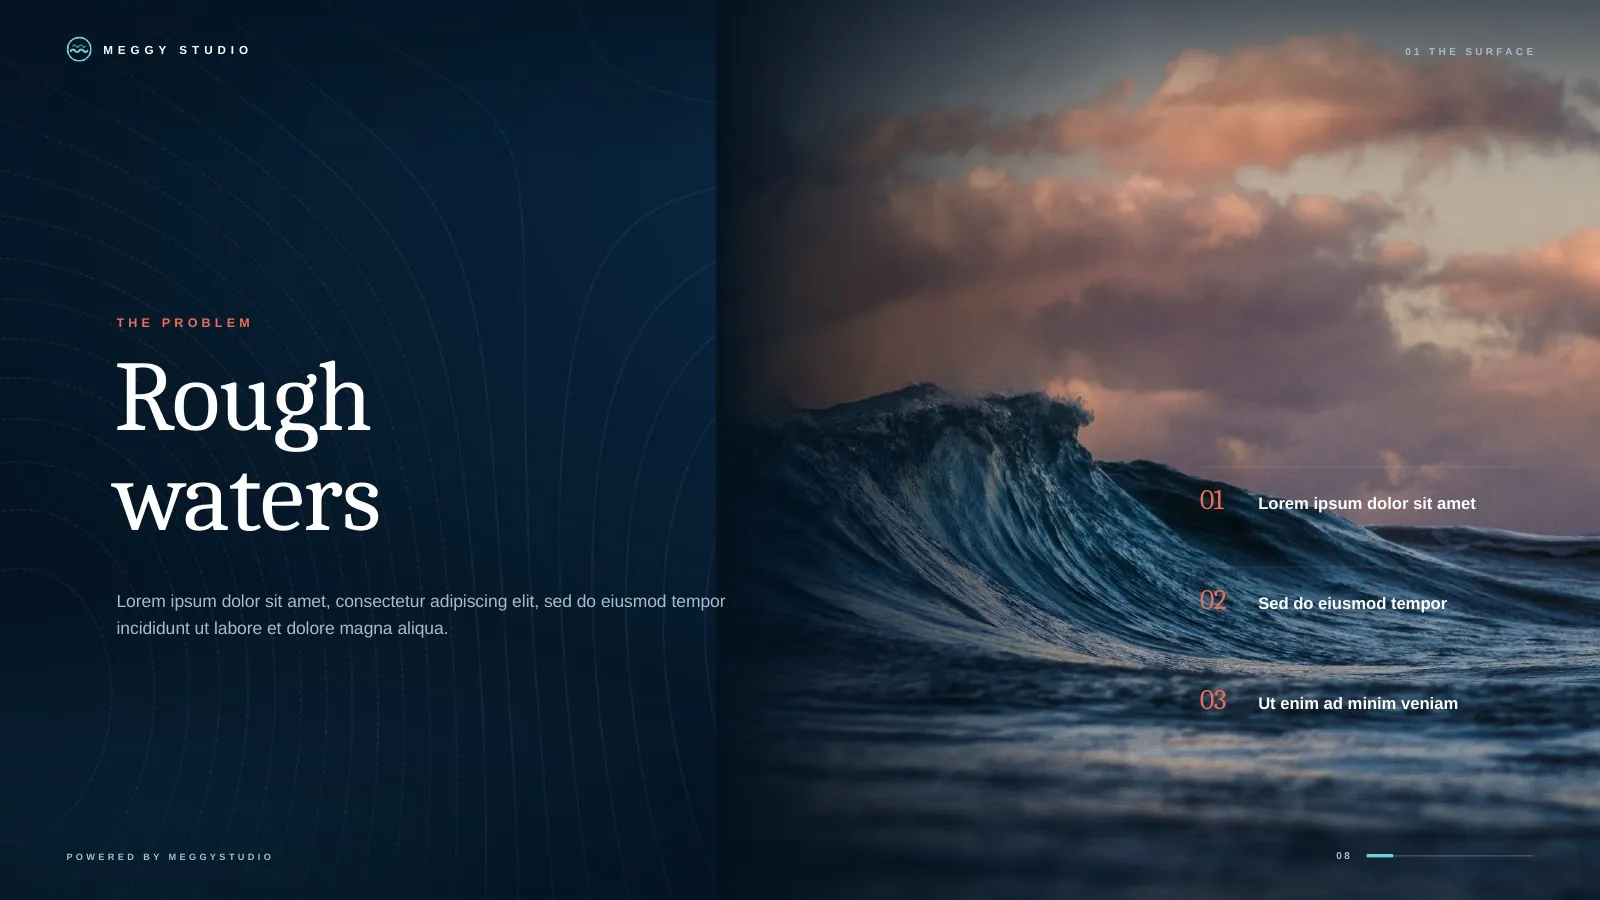 MEGGY STUDIO
01 THE SURFACE
THE PROBLEM
Rough
waters
Lorem ipsum dolor sit amet, consectetur adipiscing elit, sed do eiusmod tempor
incididunt ut labore et dolore magna aliqua.
01 Lorem ipsum dolor sit amet
02 Sed do eiusmod tempor
03 Ut enim ad minim veniam
POWERED BY MEGGYSTUDIO
08